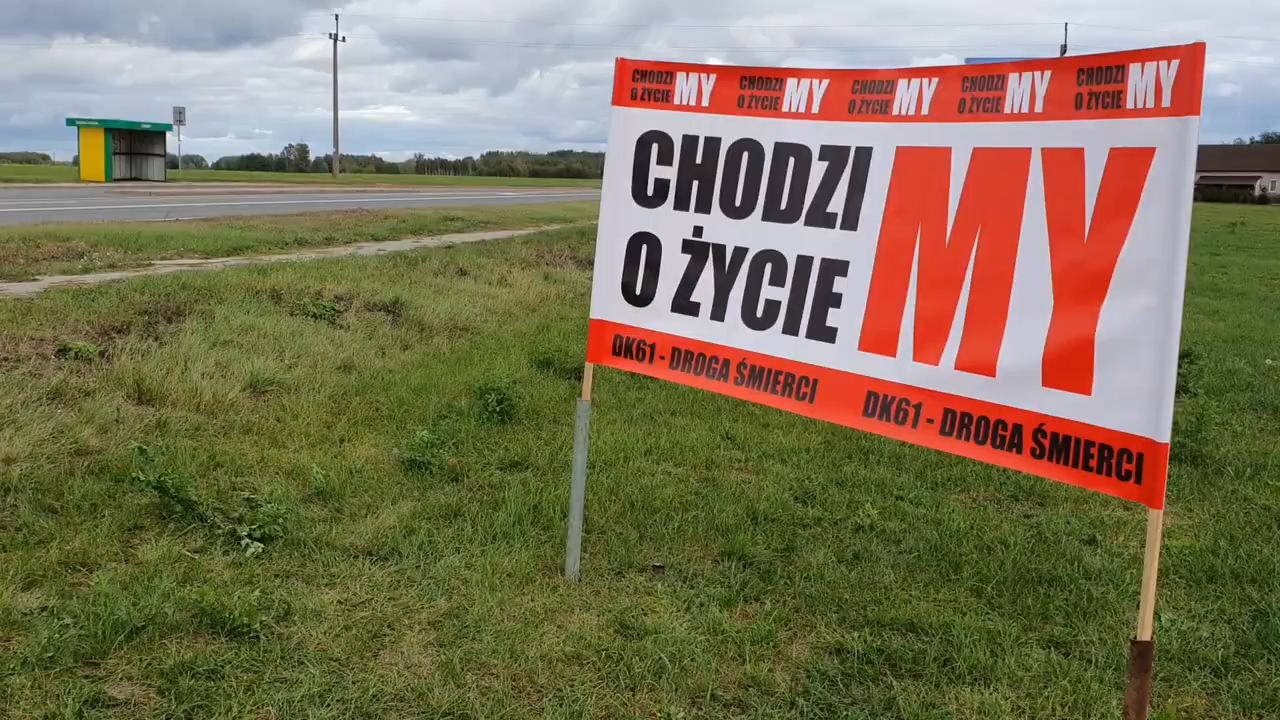 CHODZI O ŻYCIE MY CHODZI O ŻYCIE MY CHODZI O ŻYCIE MY CHODZI O ŻYCIE MY CHODZI O ŻYCIE MY
CHODZI MY
O ŻYCIE
DK61 - DROGA ŚMIERCI DK61 - DROGA ŚMIERCI